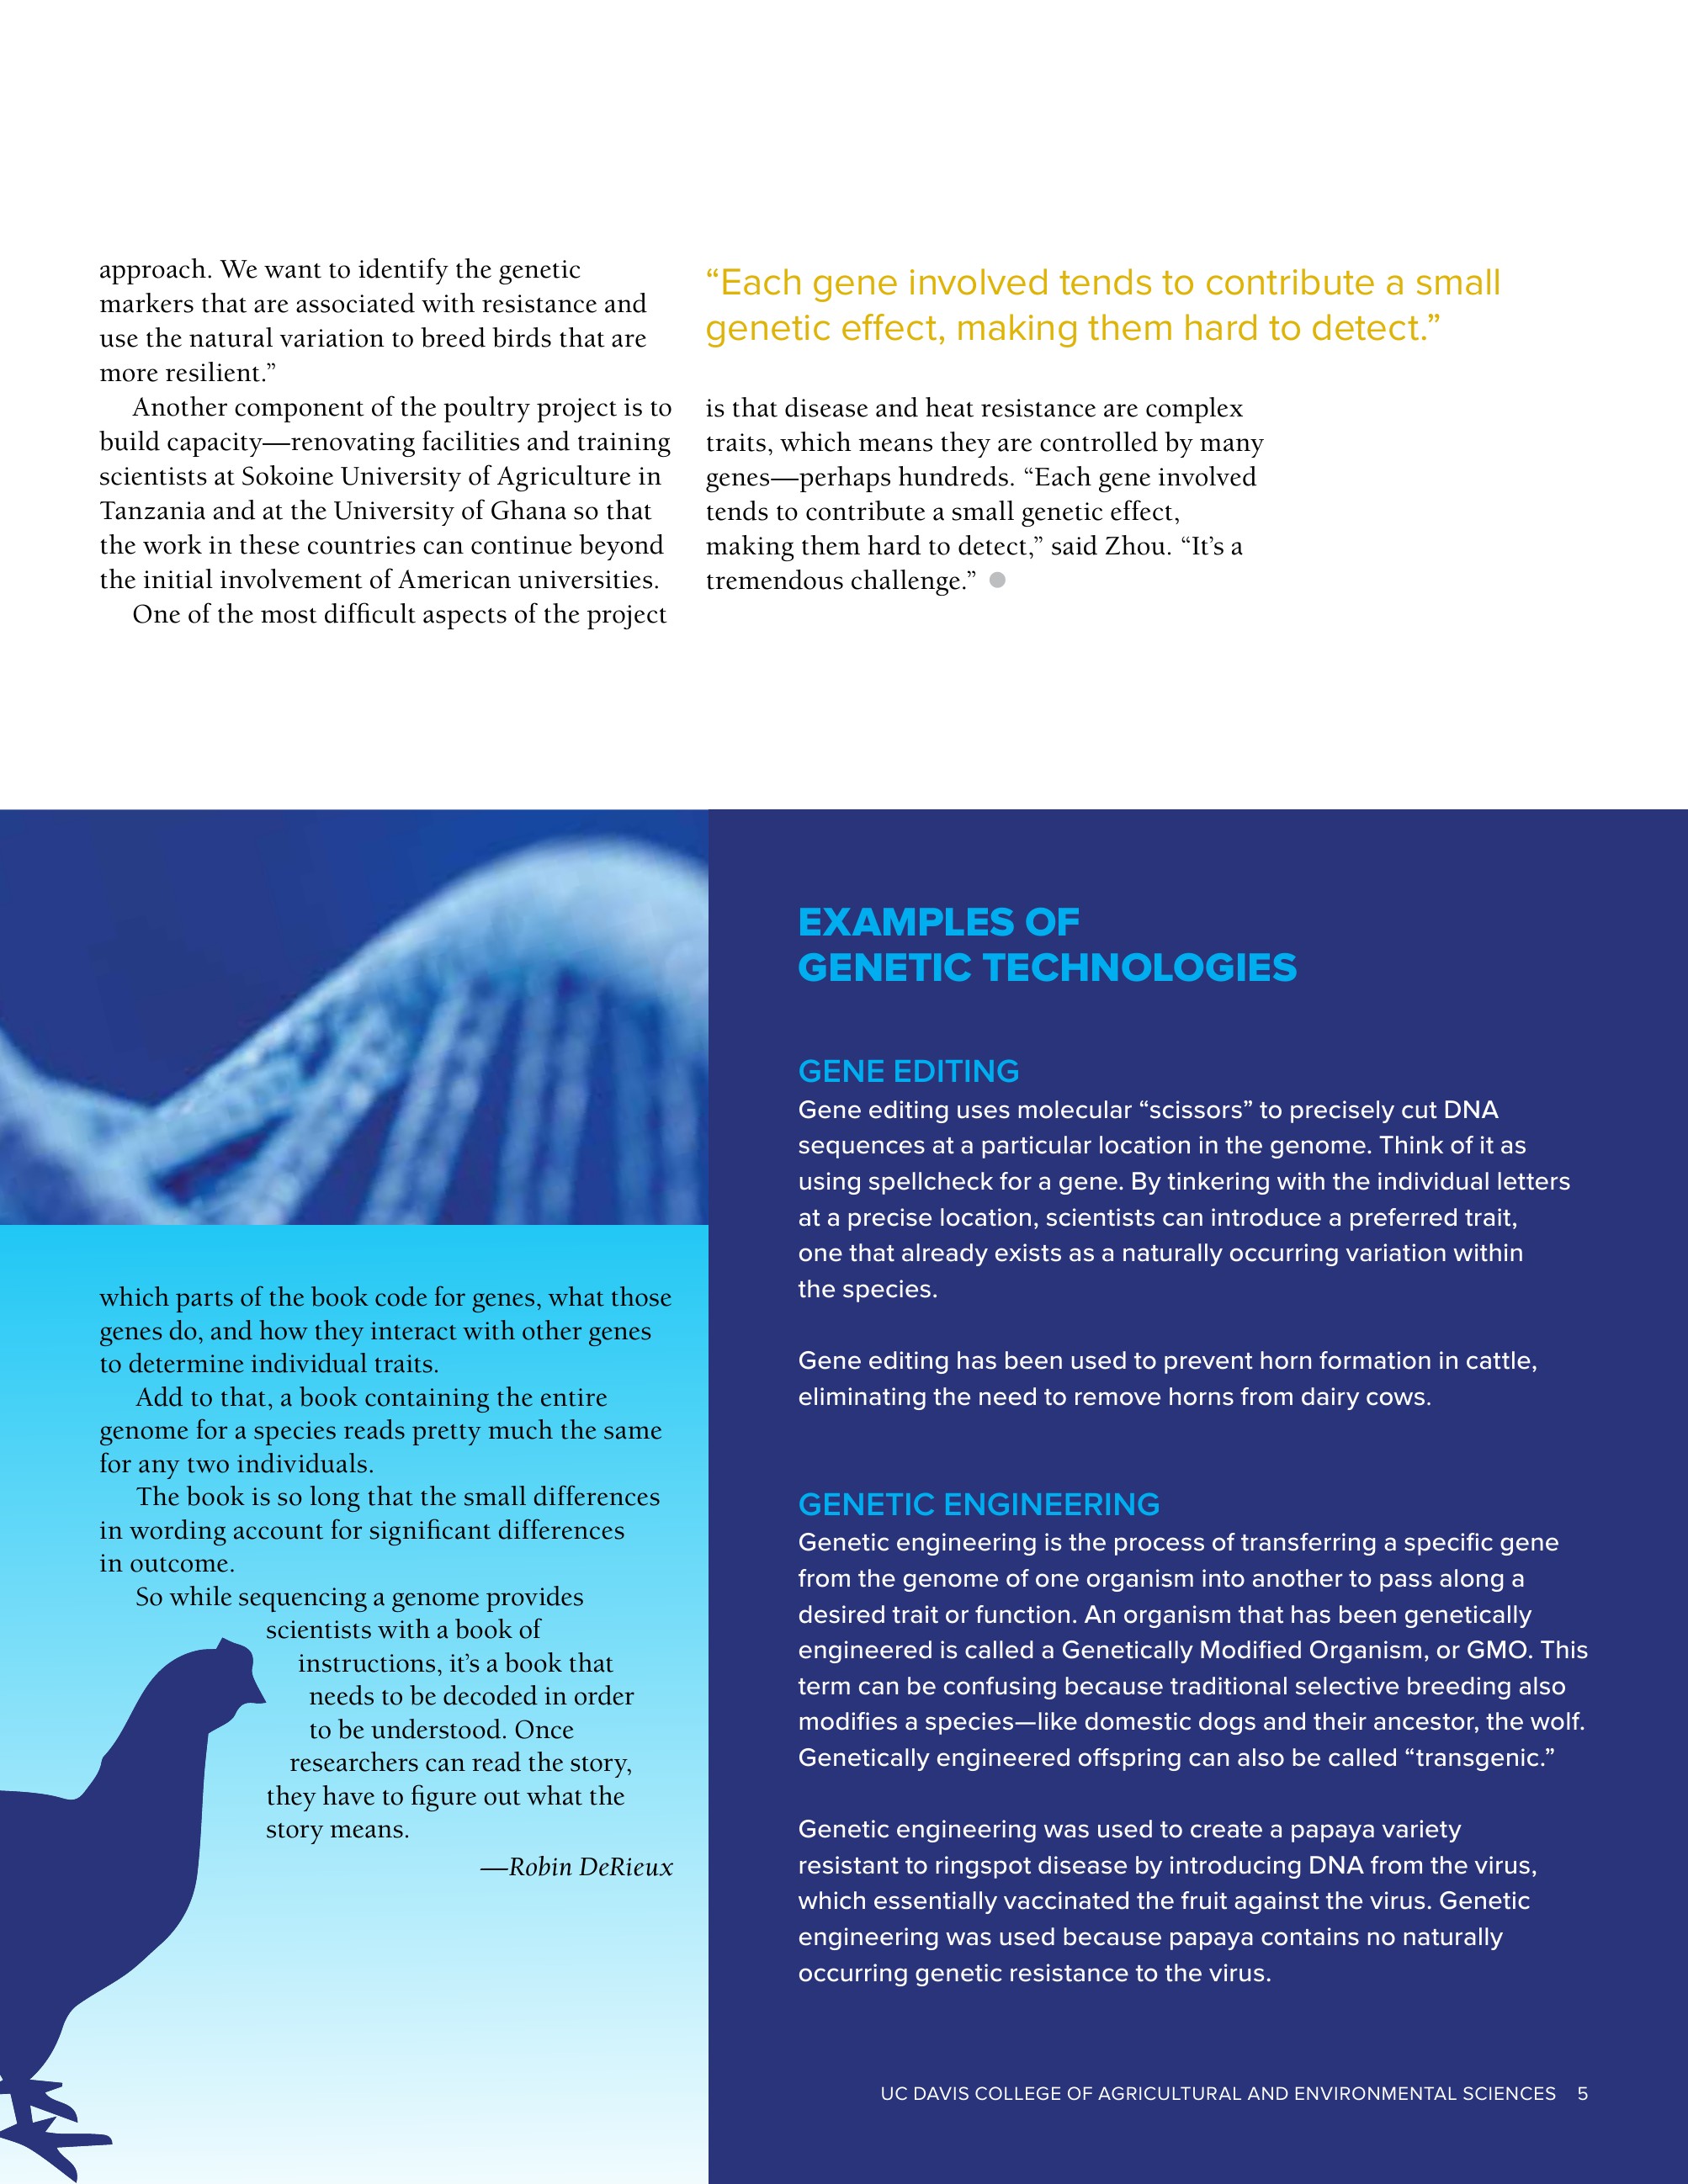 approach. We want to identify the genetic
markers that are associated with resistance and
use the natural variation to breed birds that are
more resilient.”
Another component of the poultry project is to
build capacity—renovating facilities and training
scientists at Sokoine University of Agriculture in
Tanzania and at the University of Ghana so that
the work in these countries can continue beyond
the initial involvement of American universities.
One of the most difficult aspects of the project
“Each gene involved tends to contribute a small
genetic effect, making them hard to detect.”
is that disease and heat resistance are complex
traits, which means they are controlled by many
genes—perhaps hundreds. “Each gene involved
tends to contribute a small genetic effect,
making them hard to detect,” said Zhou. “It’s a
tremendous challenge.”
which parts of the book code for genes, what those
genes do, and how they interact with other genes
to determine individual traits.
Add to that, a book containing the entire
genome for a species reads pretty much the same
for any two individuals.
The book is so long that the small differences
in wording account for significant differences
in outcome.
So while sequencing a genome provides
scientists with a book of
instructions, it’s a book that
needs to be decoded in order
to be understood. Once
researchers can read the story,
they have to figure out what the
story means.
—Robin DeRieux
EXAMPLES OF
GENETIC TECHNOLOGIES
GENE EDITING
Gene editing uses molecular “scissors” to precisely cut DNA
sequences at a particular location in the genome. Think of it as
using spellcheck for a gene. By tinkering with the individual letters
at a precise location, scientists can introduce a preferred trait,
one that already exists as a naturally occurring variation within
the species.
Gene editing has been used to prevent horn formation in cattle,
eliminating the need to remove horns from dairy cows.
GENETIC ENGINEERING
Genetic engineering is the process of transferring a specific gene
from the genome of one organism into another to pass along a
desired trait or function. An organism that has been genetically
engineered is called a Genetically Modified Organism, or GMO. This
term can be confusing because traditional selective breeding also
modifies a species—like domestic dogs and their ancestor, the wolf.
Genetically engineered offspring can also be called “transgenic.”
Genetic engineering was used to create a papaya variety
resistant to ringspot disease by introducing DNA from the virus,
which essentially vaccinated the fruit against the virus. Genetic
engineering was used because papaya contains no naturally
occurring genetic resistance to the virus.
UC DAVIS COLLEGE OF AGRICULTURAL AND ENVIRONMENTAL SCIENCES 5